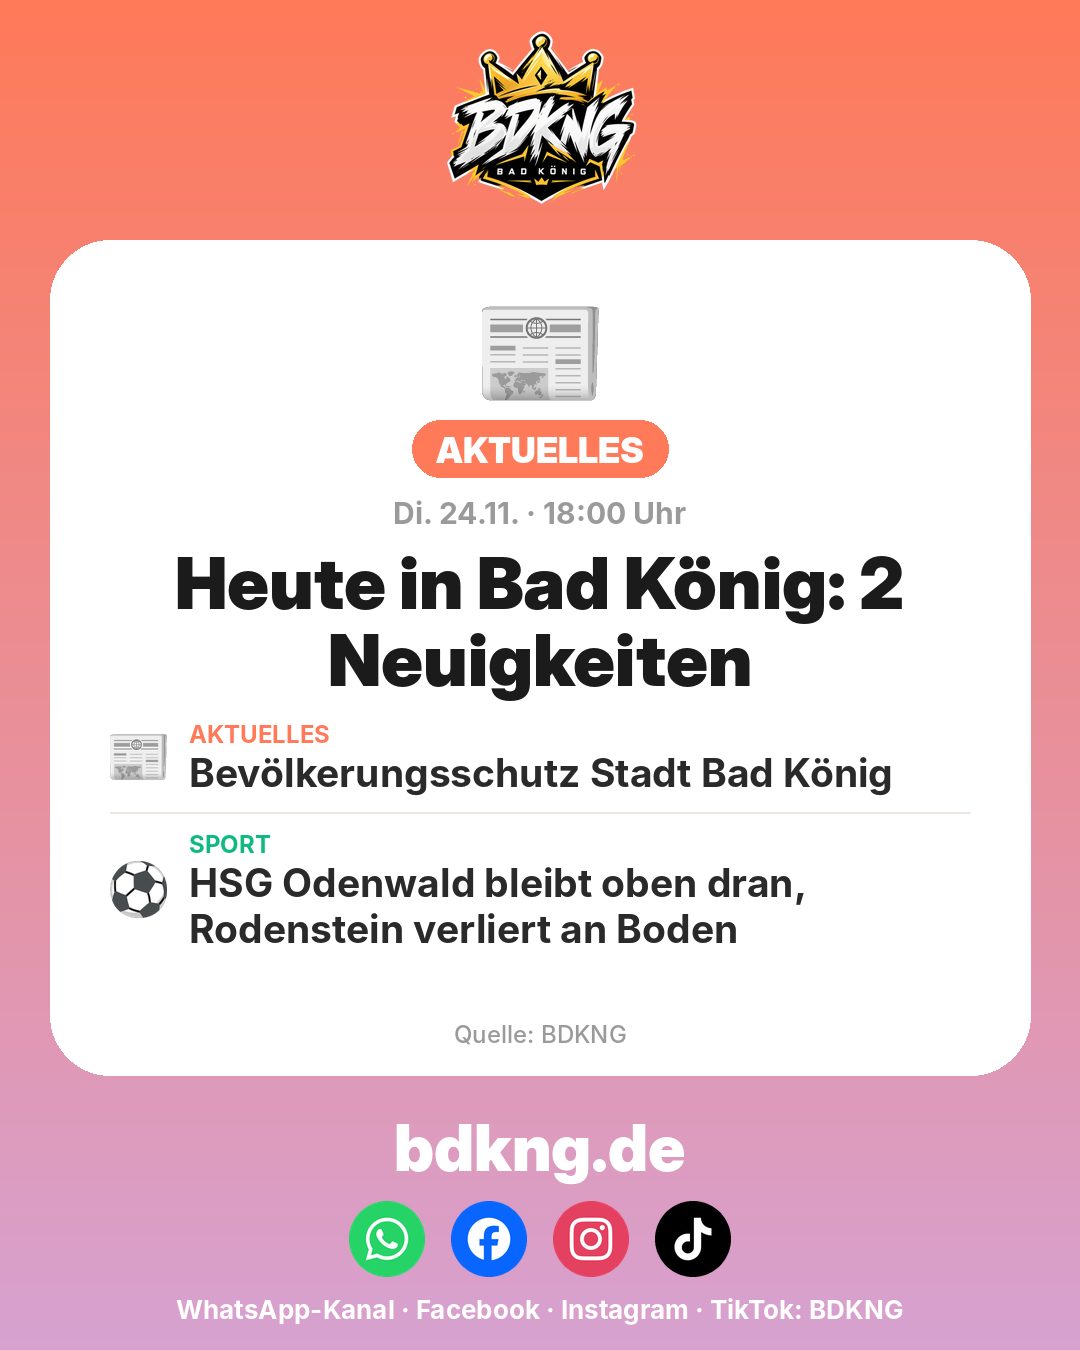 BDKNG
BAD KÖNIG
AKTUELLES
Di. 24.11. · 18:00 Uhr
Heute in Bad König: 2
Neuigkeiten
AKTUELLES
Bevölkerungsschutz Stadt Bad König
SPORT
HSG Odenwald bleibt oben dran,
Rodenstein verliert an Boden
Quelle: BDKNG
bdkng.de
WhatsApp-Kanal · Facebook · Instagram · TikTok: BDKNG